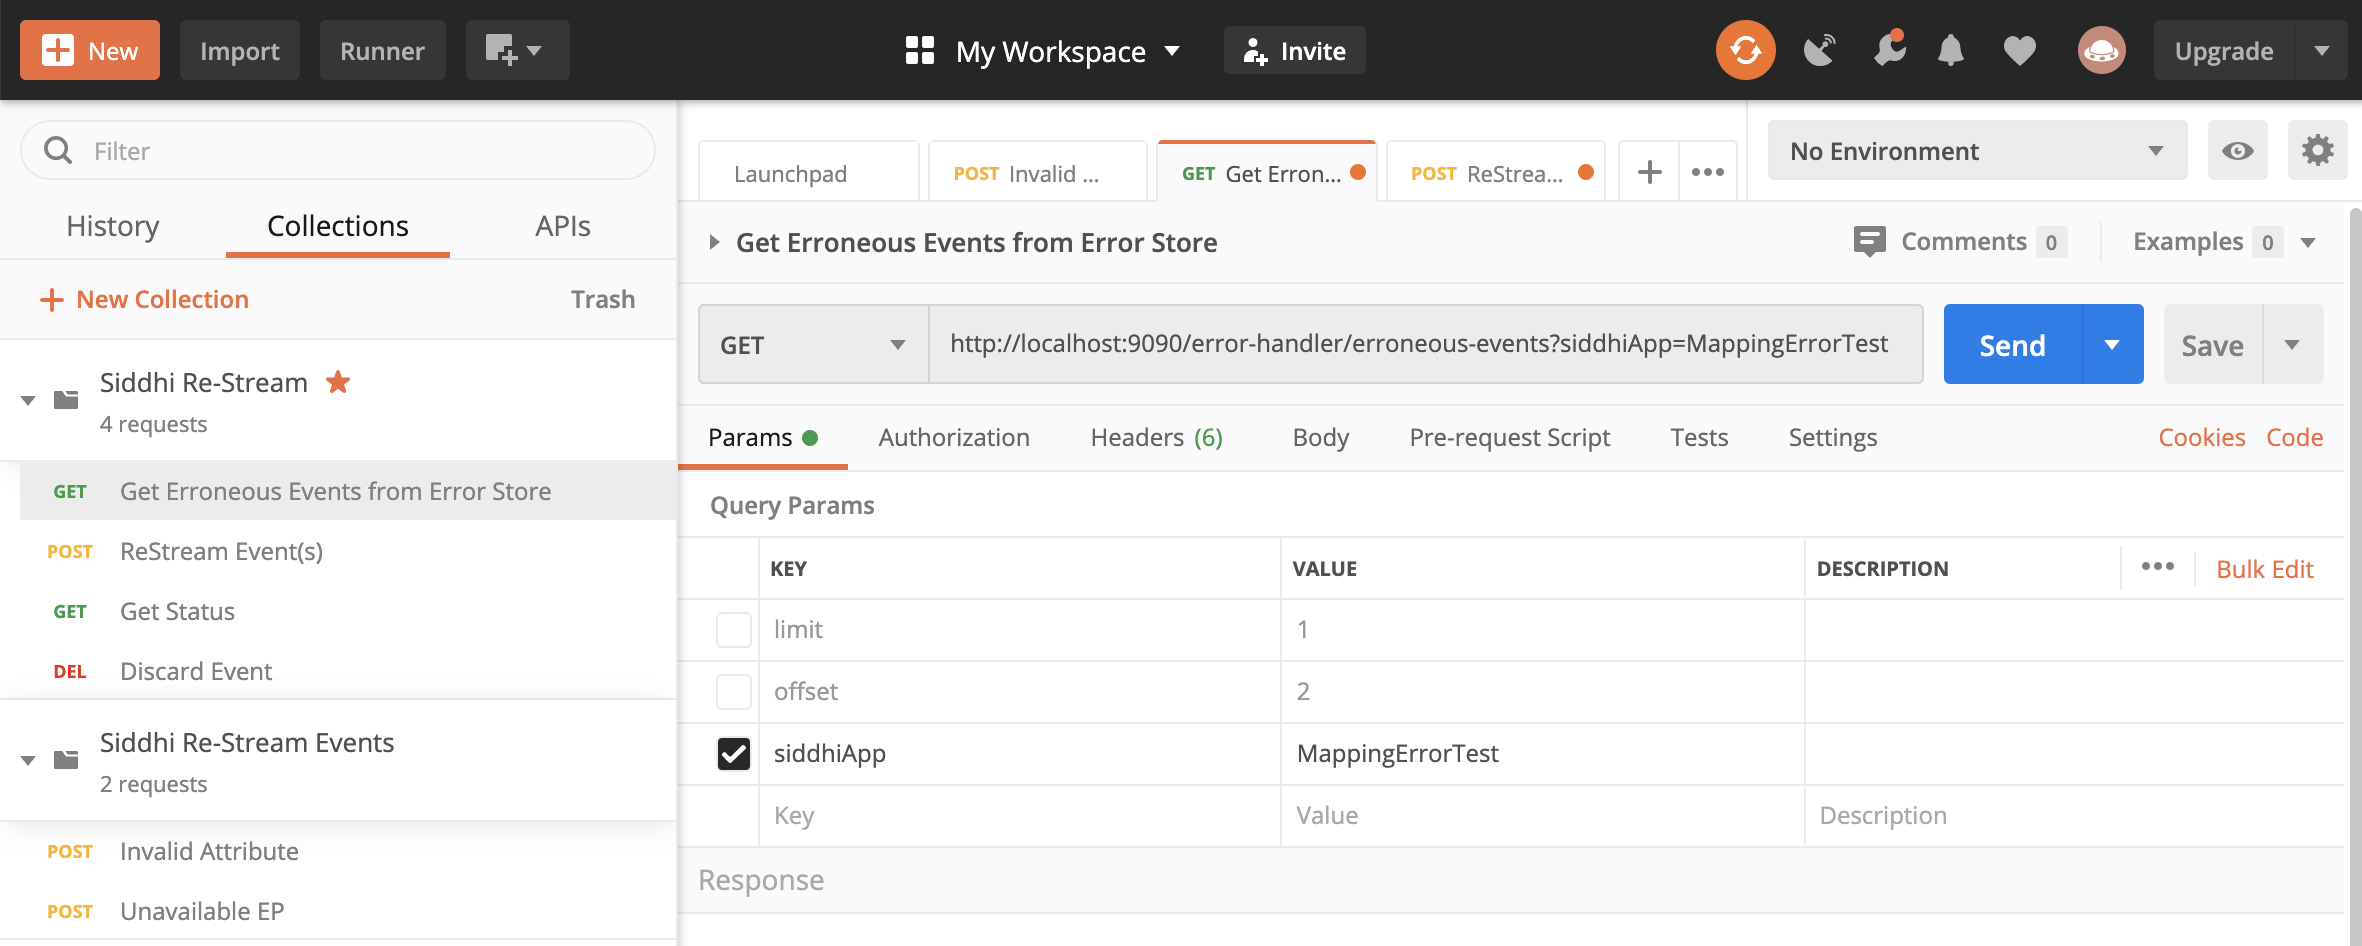 New
Import
Runner
My Workspace
Invite
Upgrade
Filter
History
Collections
APIs
New Collection
Trash
Siddhi Re-Stream
4 requests
GET Get Erroneous Events from Error Store
POST ReStream Event(s)
GET Get Status
DEL Discard Event
Siddhi Re-Stream Events
2 requests
POST Invalid Attribute
POST Unavailable EP
Launchpad
POST Invalid ...
GET Get Erron...
POST ReStrea...
No Environment
Get Erroneous Events from Error Store
Comments 0
Examples 0
GET
http://localhost:9090/error-handler/erroneous-events?siddhiApp=MappingErrorTest
Send
Save
Params
Authorization
Headers (6)
Body
Pre-request Script
Tests
Settings
Cookies
Code
Query Params
KEY VALUE DESCRIPTION Bulk Edit
limit 1
offset 2
siddhiApp MappingErrorTest
Key Value Description
Response